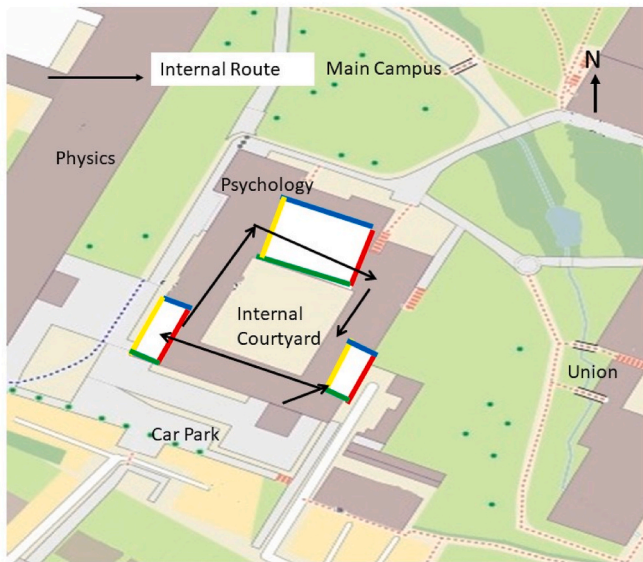 Internal Route
Main Campus
N
Physics
Psychology
Internal
Courtyard
Union
Car Park